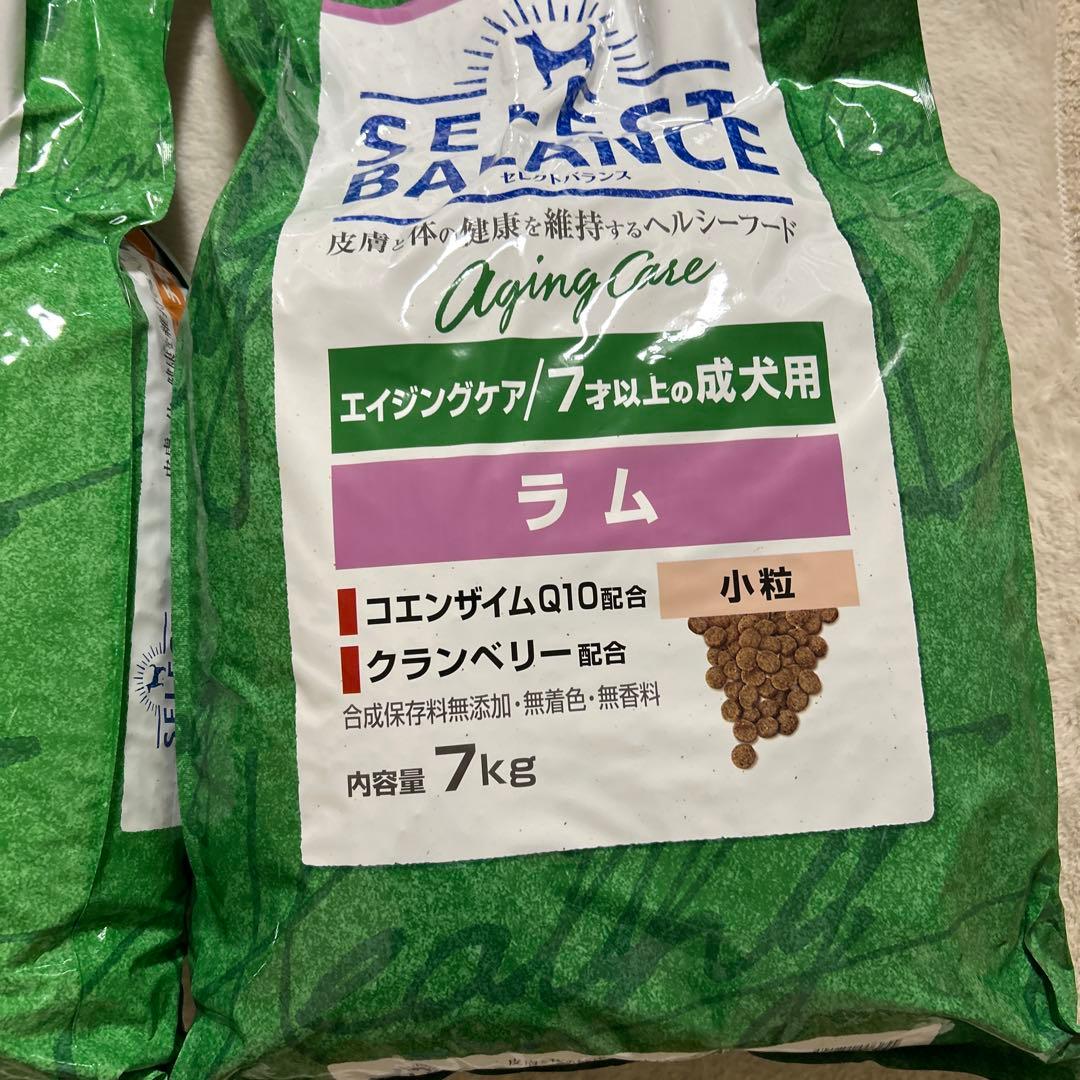 SELECT
BALANCE
セレクトバランス
皮膚と体の健康を維持するヘルシーフード
Aging Care
エイジングケア/7才以上の成犬用
ラム
小粒
コエンザイムQ10配合
クランベリー配合
合成保存料無添加・無着色・無香料
内容量 7kg